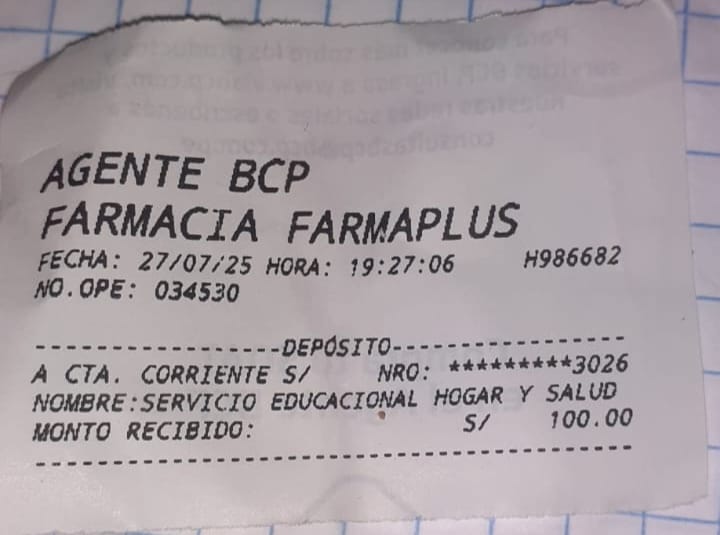 AGENTE BCP
FARMACIA FARMAPLUS
FECHA: 27/07/25 HORA: 19:27:06 H986682
NO.OPE: 034530
-------------------DEPÓSITO------------------
A CTA. CORRIENTE S/ NRO: *********3026
NOMBRE:SERVICIO EDUCACIONAL HOGAR Y SALUD
MONTO RECIBIDO: S/ 100.00
---------------------------------------------